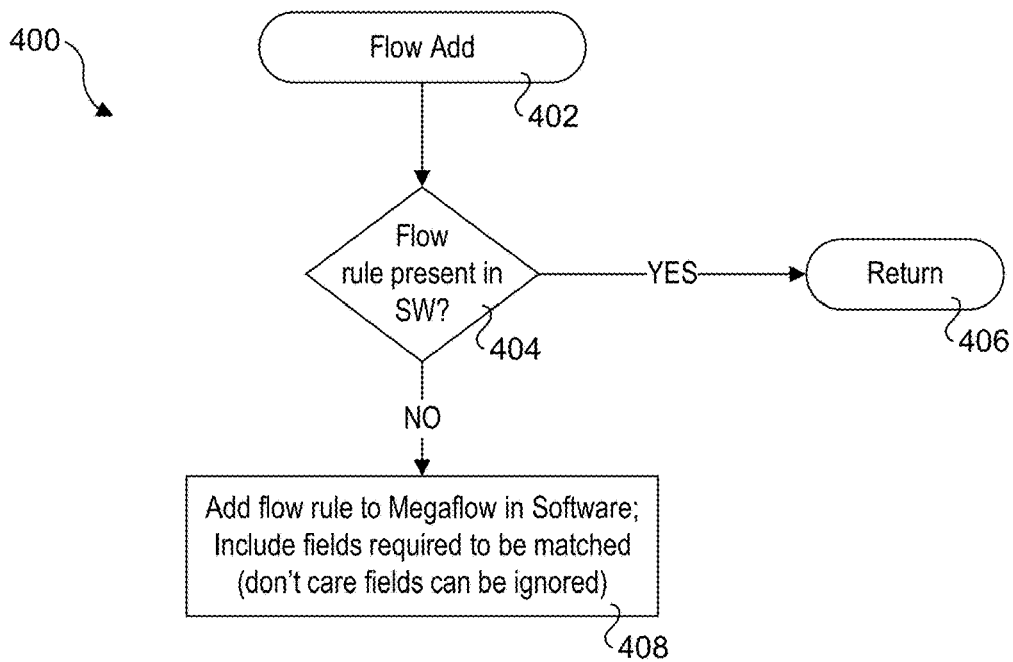 400
Flow Add
402
Flow
rule present in
SW?
404
YES
Return
406
NO
Add flow rule to Megaflow in Software;
Include fields required to be matched
(don't care fields can be ignored)
408